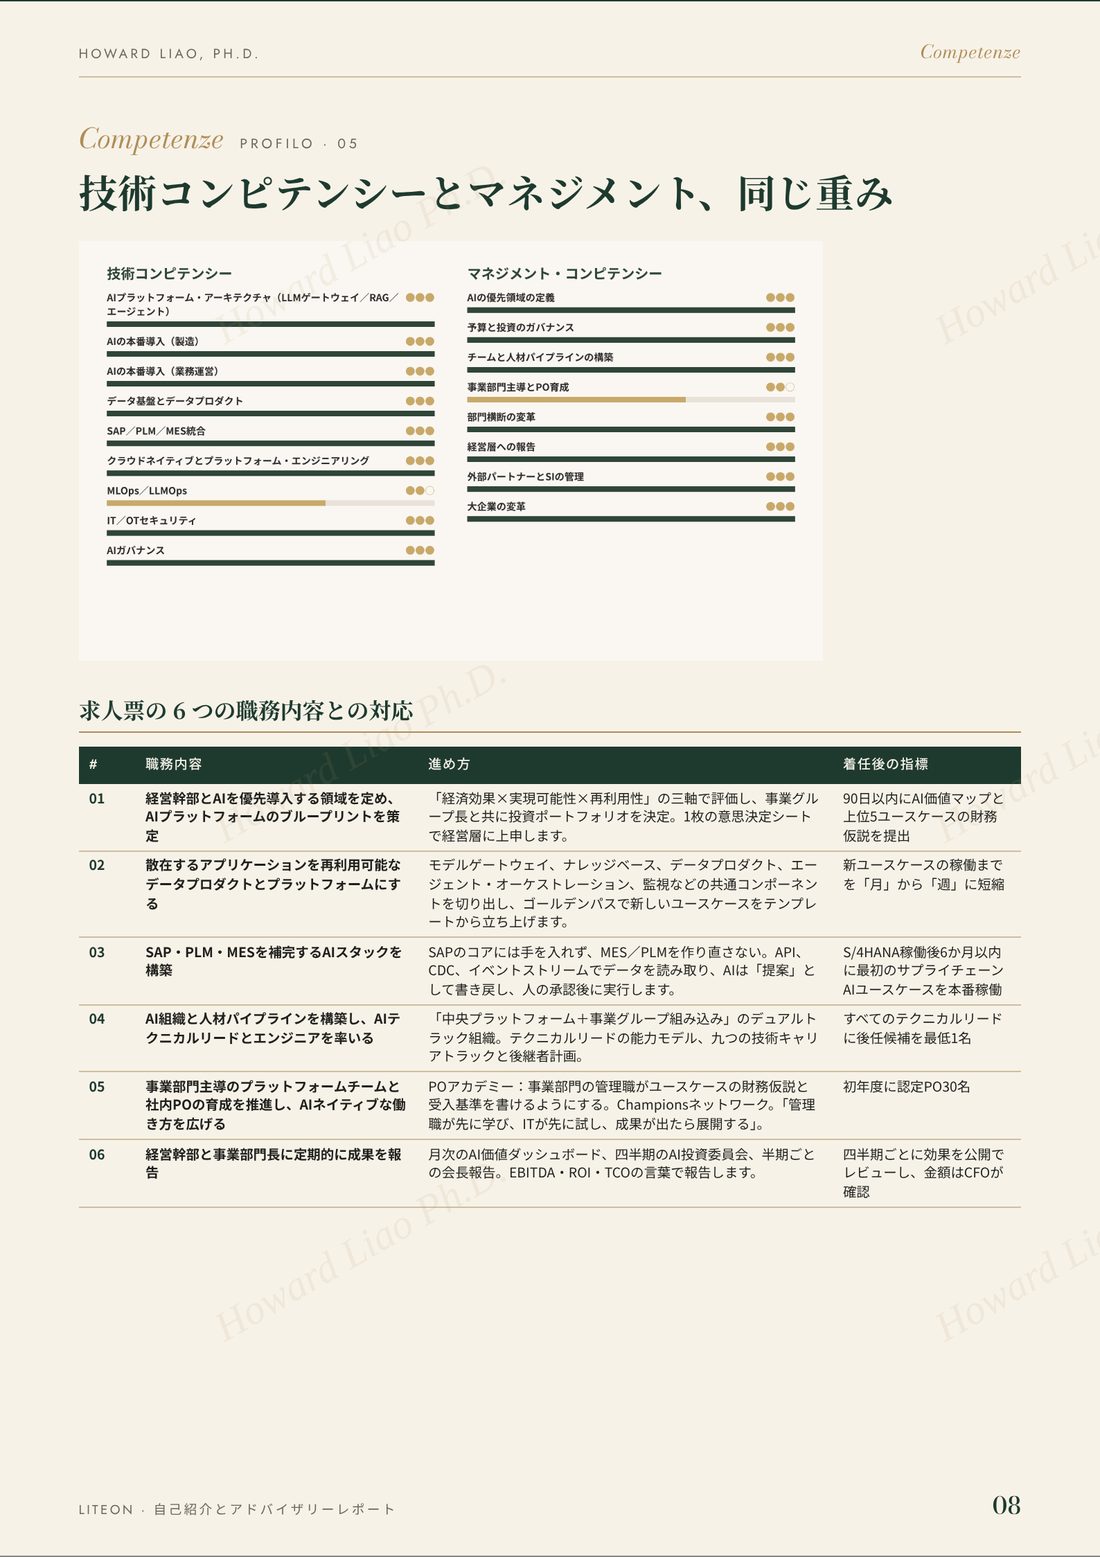 HOWARD LIAO, PH.D.
Competenze
Competenze PROFILO · 05
技術コンピテンシーとマネジメント、同じ重み
技術コンピテンシー
AIプラットフォーム・アーキテクチャ（LLMゲートウェイ／RAG／
エージェント）
AIの本番導入（製造）
AIの本番導入（業務運営）
データ基盤とデータプロダクト
SAP／PLM／MES統合
クラウドネイティブとプラットフォーム・エンジニアリング
MLOps／LLMOps
IT／OTセキュリティ
AIガバナンス
マネジメント・コンピテンシー
AIの優先領域の定義
予算と投資のガバナンス
チームと人材パイプラインの構築
事業部門主導とPO育成
部門横断の変革
経営層への報告
外部パートナーとSIの管理
大企業の変革
求人票の 6 つの職務内容との対応
# 職務内容 進め方 着任後の指標
01
経営幹部とAIを優先導入する領域を定め、
AIプラットフォームのブループリントを策
定
「経済効果×実現可能性×再利用性」の三軸で評価し、事業グル
ープ長と共に投資ポートフォリオを決定。1枚の意思決定シート
で経営層に上申します。
90日以内にAI価値マップと
上位5ユースケースの財務
仮説を提出
02
散在するアプリケーションを再利用可能な
データプロダクトとプラットフォームにす
る
モデルゲートウェイ、ナレッジベース、データプロダクト、エー
ジェント・オーケストレーション、監視などの共通コンポーネン
トを切り出し、ゴールデンパスで新しいユースケースをテンプレ
ートから立ち上げます。
新ユースケースの稼働まで
を「月」から「週」に短縮
03
SAP・PLM・MESを補完するAIスタックを
構築
SAPのコアには手を入れず、MES／PLMを作り直さない。API、
CDC、イベントストリームでデータを読み取り、AIは「提案」と
して書き戻し、人の承認後に実行します。
S/4HANA稼働後6か月以内
に最初のサプライチェーン
AIユースケースを本番稼働
04
AI組織と人材パイプラインを構築し、AIテ
クニカルリードとエンジニアを率いる
「中央プラットフォーム＋事業グループ組み込み」のデュアルト
ラック組織。テクニカルリードの能力モデル、九つの技術キャリ
アトラックと後継者計画。
すべてのテクニカルリード
に後任候補を最低1名
05
事業部門主導のプラットフォームチームと
社内POの育成を推進し、AIネイティブな働
き方を広げる
POアカデミー：事業部門の管理職がユースケースの財務仮説と
受入基準を書けるようにする。Championsネットワーク。「管理
職が先に学び、ITが先に試し、成果が出たら展開する」。
初年度に認定PO30名
06
経営幹部と事業部門長に定期的に成果を報
告
月次のAI価値ダッシュボード、四半期のAI投資委員会、半期ごと
の会長報告。EBITDA・ROI・TCOの言葉で報告します。
四半期ごとに効果を公開で
レビューし、金額はCFOが
確認
Howard Liao Ph.D.
Howard Liao Ph.D.
Howard Liao Ph.D.
LITEON · 自己紹介とアドバイザリーレポート
08